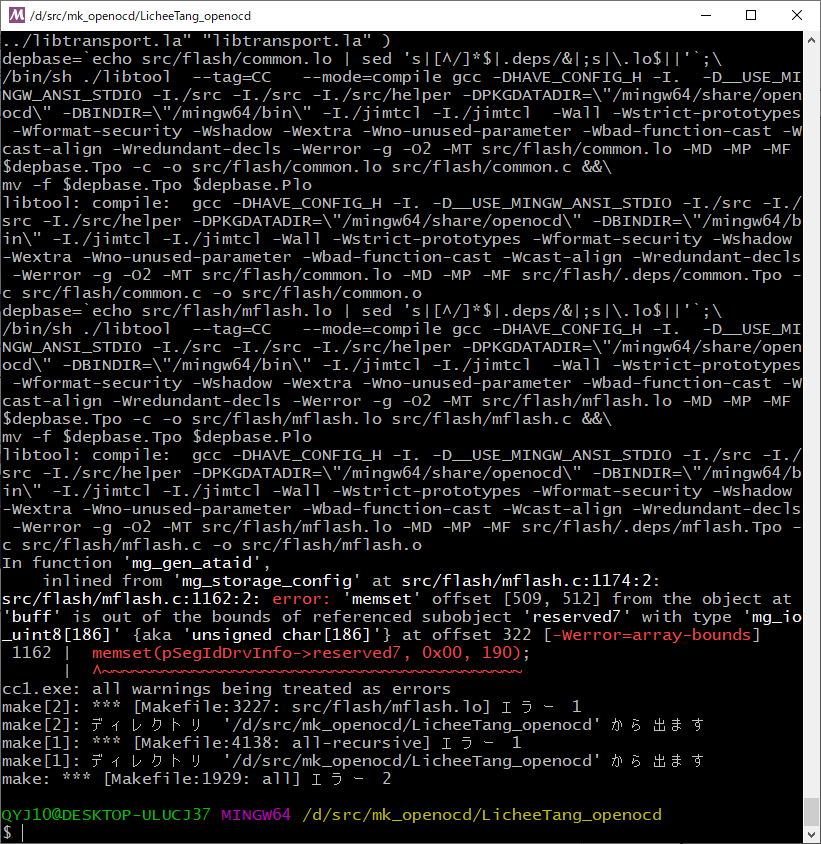 /d/src/mk_openocd/LicheeTang_openocd
../libtransport.la" "libtransport.la" )
depbase=`echo src/flash/common.lo | sed 's|[^/]*$|.deps/&|;s|\.lo$||'`;\
/bin/sh ./libtool  --tag=CC   --mode=compile gcc -DHAVE_CONFIG_H -I.  -D__USE_MI
NGW_ANSI_STDIO -I./src -I./src -I./src/helper -DPKGDATADIR=\"/mingw64/share/open
ocd\" -DBINDIR=\"/mingw64/bin\" -I./jimtcl -I./jimtcl  -Wall -Wstrict-prototypes
 -Wformat-security -Wshadow -Wextra -Wno-unused-parameter -Wbad-function-cast -W
cast-align -Wredundant-decls -Werror -g -O2 -MT src/flash/common.lo -MD -MP -MF
$depbase.Tpo -c -o src/flash/common.lo src/flash/common.c &&\
mv -f $depbase.Tpo $depbase.Plo
libtool: compile:  gcc -DHAVE_CONFIG_H -I. -D__USE_MINGW_ANSI_STDIO -I./src -I./
src -I./src/helper -DPKGDATADIR=\"/mingw64/share/openocd\" -DBINDIR=\"/mingw64/b
in\" -I./jimtcl -I./jimtcl -Wall -Wstrict-prototypes -Wformat-security -Wshadow
-Wextra -Wno-unused-parameter -Wbad-function-cast -Wcast-align -Wredundant-decls
 -Werror -g -O2 -MT src/flash/common.lo -MD -MP -MF src/flash/.deps/common.Tpo -
c src/flash/common.c -o src/flash/common.o
depbase=`echo src/flash/mflash.lo | sed 's|[^/]*$|.deps/&|;s|\.lo$||'`;\
/bin/sh ./libtool  --tag=CC   --mode=compile gcc -DHAVE_CONFIG_H -I.  -D__USE_MI
NGW_ANSI_STDIO -I./src -I./src -I./src/helper -DPKGDATADIR=\"/mingw64/share/open
ocd\" -DBINDIR=\"/mingw64/bin\" -I./jimtcl -I./jimtcl  -Wall -Wstrict-prototypes
 -Wformat-security -Wshadow -Wextra -Wno-unused-parameter -Wbad-function-cast -W
cast-align -Wredundant-decls -Werror -g -O2 -MT src/flash/mflash.lo -MD -MP -MF
$depbase.Tpo -c -o src/flash/mflash.lo src/flash/mflash.c &&\
mv -f $depbase.Tpo $depbase.Plo
libtool: compile:  gcc -DHAVE_CONFIG_H -I. -D__USE_MINGW_ANSI_STDIO -I./src -I./
src -I./src/helper -DPKGDATADIR=\"/mingw64/share/openocd\" -DBINDIR=\"/mingw64/b
in\" -I./jimtcl -I./jimtcl -Wall -Wstrict-prototypes -Wformat-security -Wshadow
-Wextra -Wno-unused-parameter -Wbad-function-cast -Wcast-align -Wredundant-decls
 -Werror -g -O2 -MT src/flash/mflash.lo -MD -MP -MF src/flash/.deps/mflash.Tpo -
c src/flash/mflash.c -o src/flash/mflash.o
In function 'mg_gen_ataid',
    inlined from 'mg_storage_config' at src/flash/mflash.c:1174:2:
src/flash/mflash.c:1162:2: error: 'memset' offset [509, 512] from the object at
'buff' is out of the bounds of referenced subobject 'reserved7' with type 'mg_io
_uint8[186]' {aka 'unsigned char[186]'} at offset 322 [-Werror=array-bounds]
 1162 |  memset(pSegIdDrvInfo->reserved7, 0x00, 190);
      |  ^~~~~~~~~~~~~~~~~~~~~~~~~~~~~~~~~~~~~~~~~~~
cc1.exe: all warnings being treated as errors
make[2]: *** [Makefile:3227: src/flash/mflash.lo] エラー 1
make[2]: ディレクトリ '/d/src/mk_openocd/LicheeTang_openocd' から出ます
make[1]: *** [Makefile:4138: all-recursive] エラー 1
make[1]: ディレクトリ '/d/src/mk_openocd/LicheeTang_openocd' から出ます
make: *** [Makefile:1929: all] エラー 2
QYJ10@DESKTOP-ULUCJ37 MINGW64 /d/src/mk_openocd/LicheeTang_openocd
$